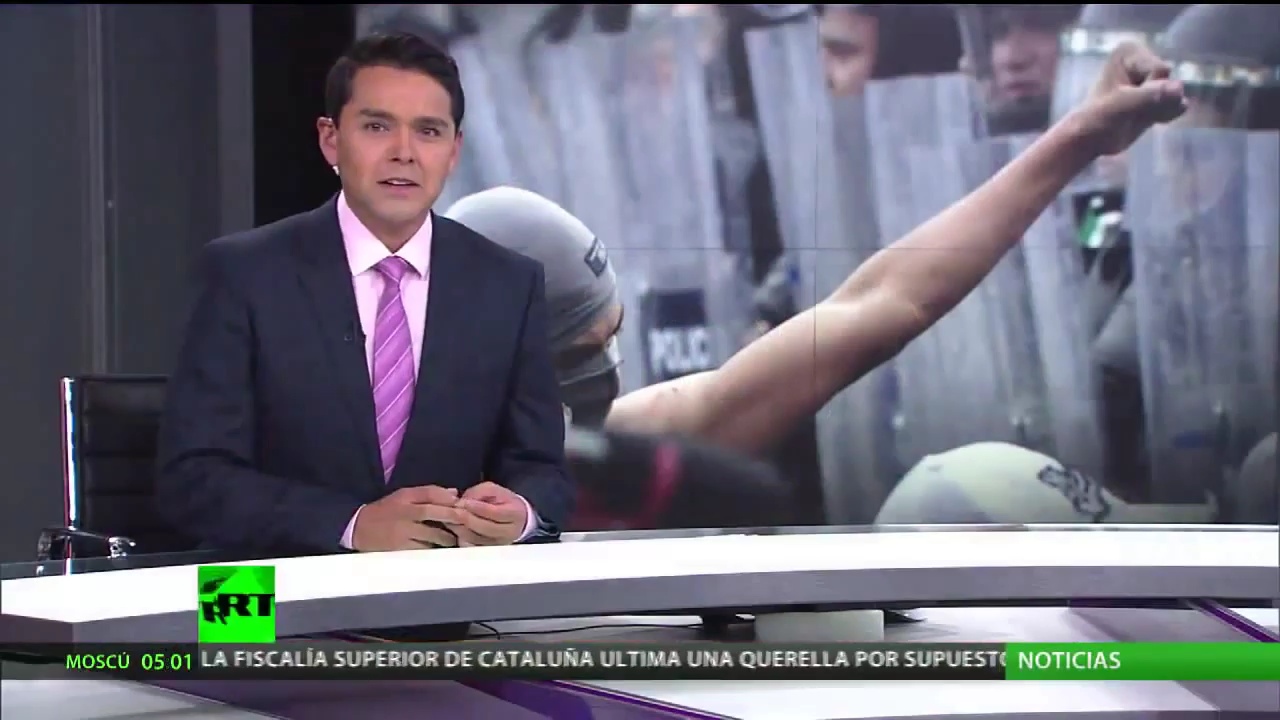 POLIC
RT
MOSCÚ 05:01
LA FISCALÍA SUPERIOR DE CATALUÑA ULTIMA UNA QUERELLA POR SUPUESTO
NOTICIAS